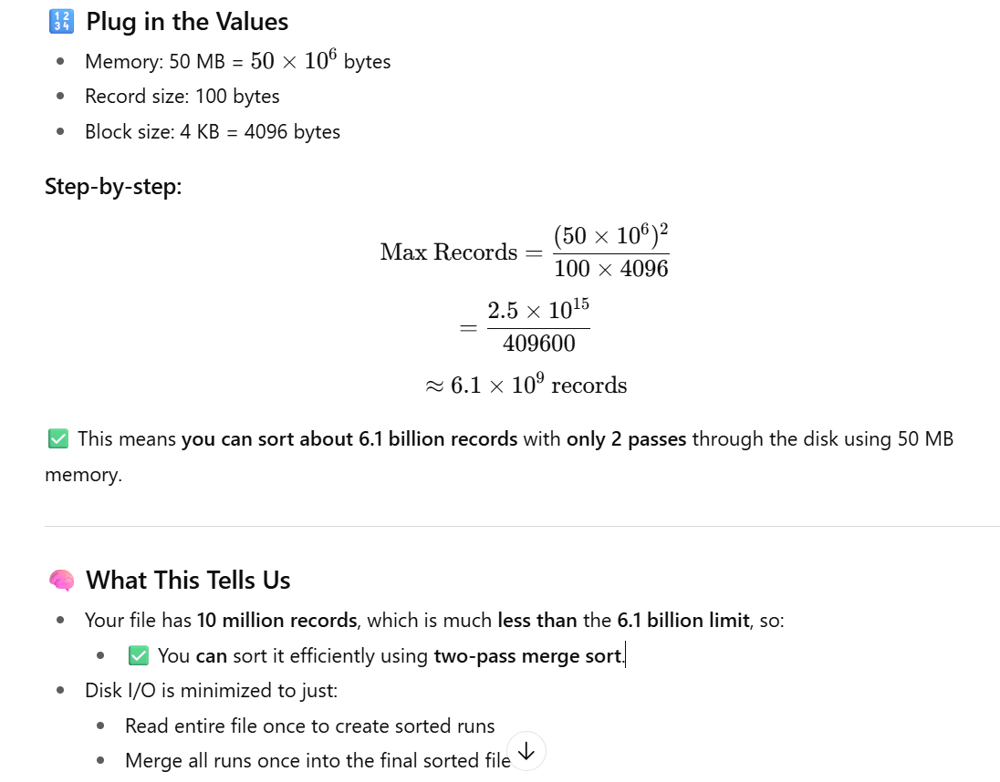 🔢 Plug in the Values
• Memory: 50 MB = 50 × 10⁶ bytes
• Record size: 100 bytes
• Block size: 4 KB = 4096 bytes
Step-by-step:
Max Records = (50 × 10⁶)² / 100 × 4096
= 2.5 × 10¹⁵ / 409600
≈ 6.1 × 10⁹ records
✅ This means you can sort about 6.1 billion records with only 2 passes through the disk using 50 MB
memory.
🧠 What This Tells Us
• Your file has 10 million records, which is much less than the 6.1 billion limit, so:
• ✅ You can sort it efficiently using two-pass merge sort.
• Disk I/O is minimized to just:
• Read entire file once to create sorted runs
• Merge all runs once into the final sorted file